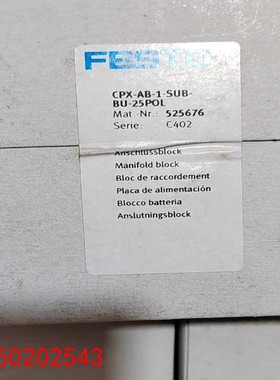 FESTO
CPX-AB-1-SUB-
BU-25POL
Mat.-Nr.: 525676
Serie: C402
Anschlussblock
Manifold block
Bloc de raccordement
Placa de alimentación
Blocco batteria
Anslutningsblock
50202543